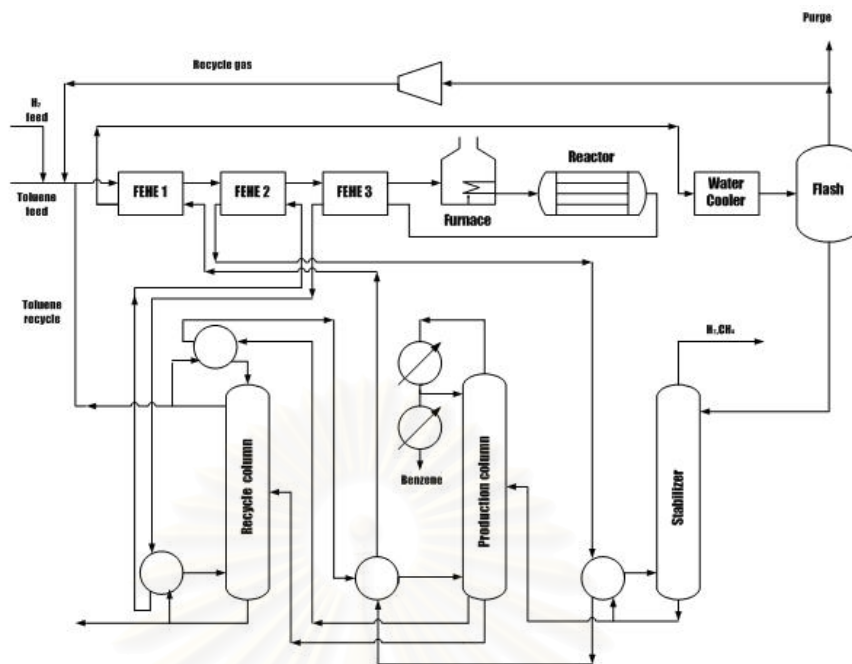 Purge
Recycle gas
H₂
feed
Toluene
feed
FEHE 1
FEHE 2
FEHE 3
Furnace
Reactor
Water
Cooler
Flash
Toluene
recycle
H₂,CH₄
Recycle column
Benzene
Production column
Stabilizer